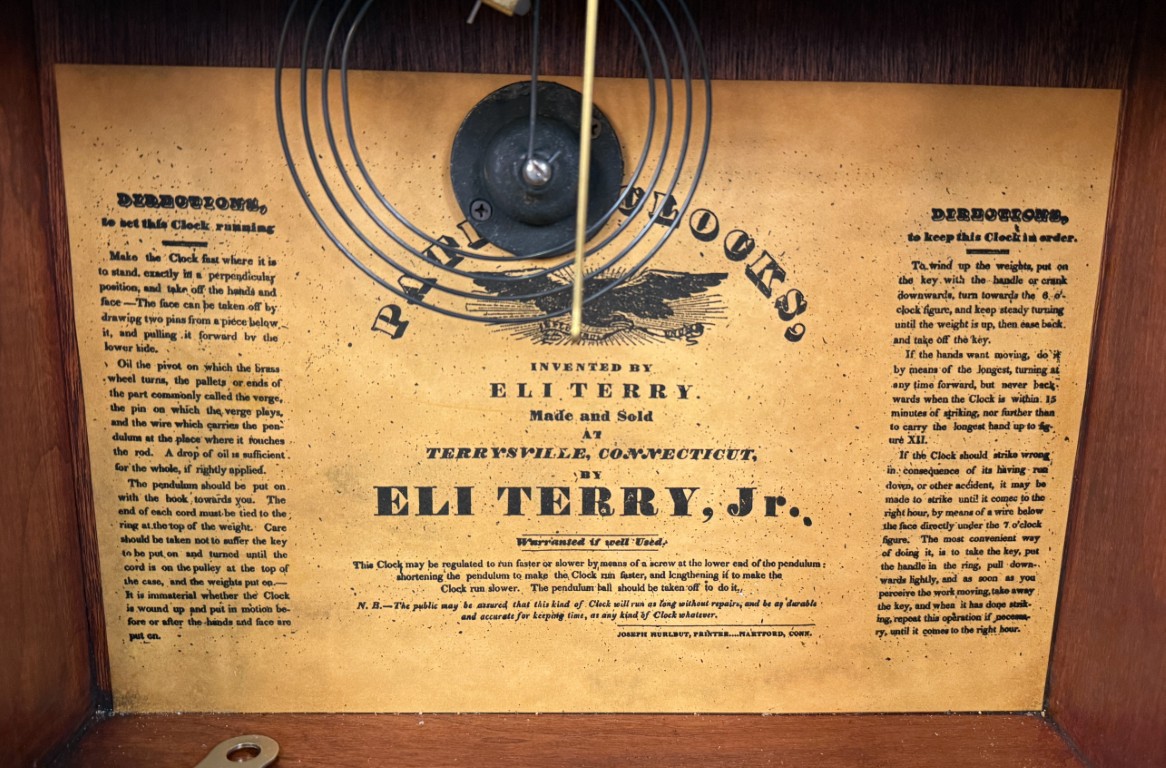 DIRECTIONS,
to set this Clock running
Make the Clock fast where it is
to stand, exactly in a perpendicular
position, and take off the hands and
face —The face can be taken off by
drawing two pins from a piece below
it, and pulling it forward by the
lower side.
Oil the pivot on which the brass
wheel turns, the pallets or ends of
the part commonly called the verge,
the pin on which the verge plays,
and the wire which carries the pen-
dulum at the place where it touches
the rod. A drop of oil is sufficient
for the whole, if rightly applied.
The pendulum should be put on
with the hook towards you. The
end of each cord must be tied to the
ring at the top of the weight. Care
should be taken not to suffer the key
to be put on and turned until the
cord is on the pulley at the top of
the case, and the weights put on.—
It is immaterial whether the Clock
is wound up and put in motion be-
fore or after the hands and face are
put on.
CLOCKS,
INVENTED BY
ELI TERRY.
Made and Sold
AT
TERRYSVILLE, CONNECTICUT,
BY
ELI TERRY, Jr.
Warranted if well Used.
This Clock may be regulated to run faster or slower by means of a screw at the lower end of the pendulum:
shortening the pendulum to make the Clock run faster, and lengthening it to make the
Clock run slower. The pendulum ball should be taken off to do it.
N. B.—The public may be assured that this kind of Clock will run as long without repairs, and be as durable
and accurate for keeping time, as any kind of Clock whatever.
JOSEPH HURLBUT, PRINTER....HARTFORD, CONN.
DIRECTIONS,
to keep this Clock in order.
To wind up the weights, put on
the key with the handle or crank
downwards, turn towards the 6 o'-
clock figure, and keep steady turning
until the weight is up, then ease back
and take off the key.
If the hands want moving, do it
by means of the longest, turning at
any time forward, but never back-
wards when the Clock is within 15
minutes of striking, nor further than
to carry the longest hand up to fig-
ure XII.
If the Clock should strike wrong
in consequence of its having run
down, or other accident, it may be
made to strike until it comes to the
right hour, by means of a wire below
the face directly under the 7 o'clock
figure. The most convenient way
of doing it, is to take the key, put
the handle in the ring, pull down-
wards lightly, and as soon as you
perceive the work moving, take away
the key, and when it has done strik-
ing, repeat this operation if necessa-
ry, until it comes to the right hour.